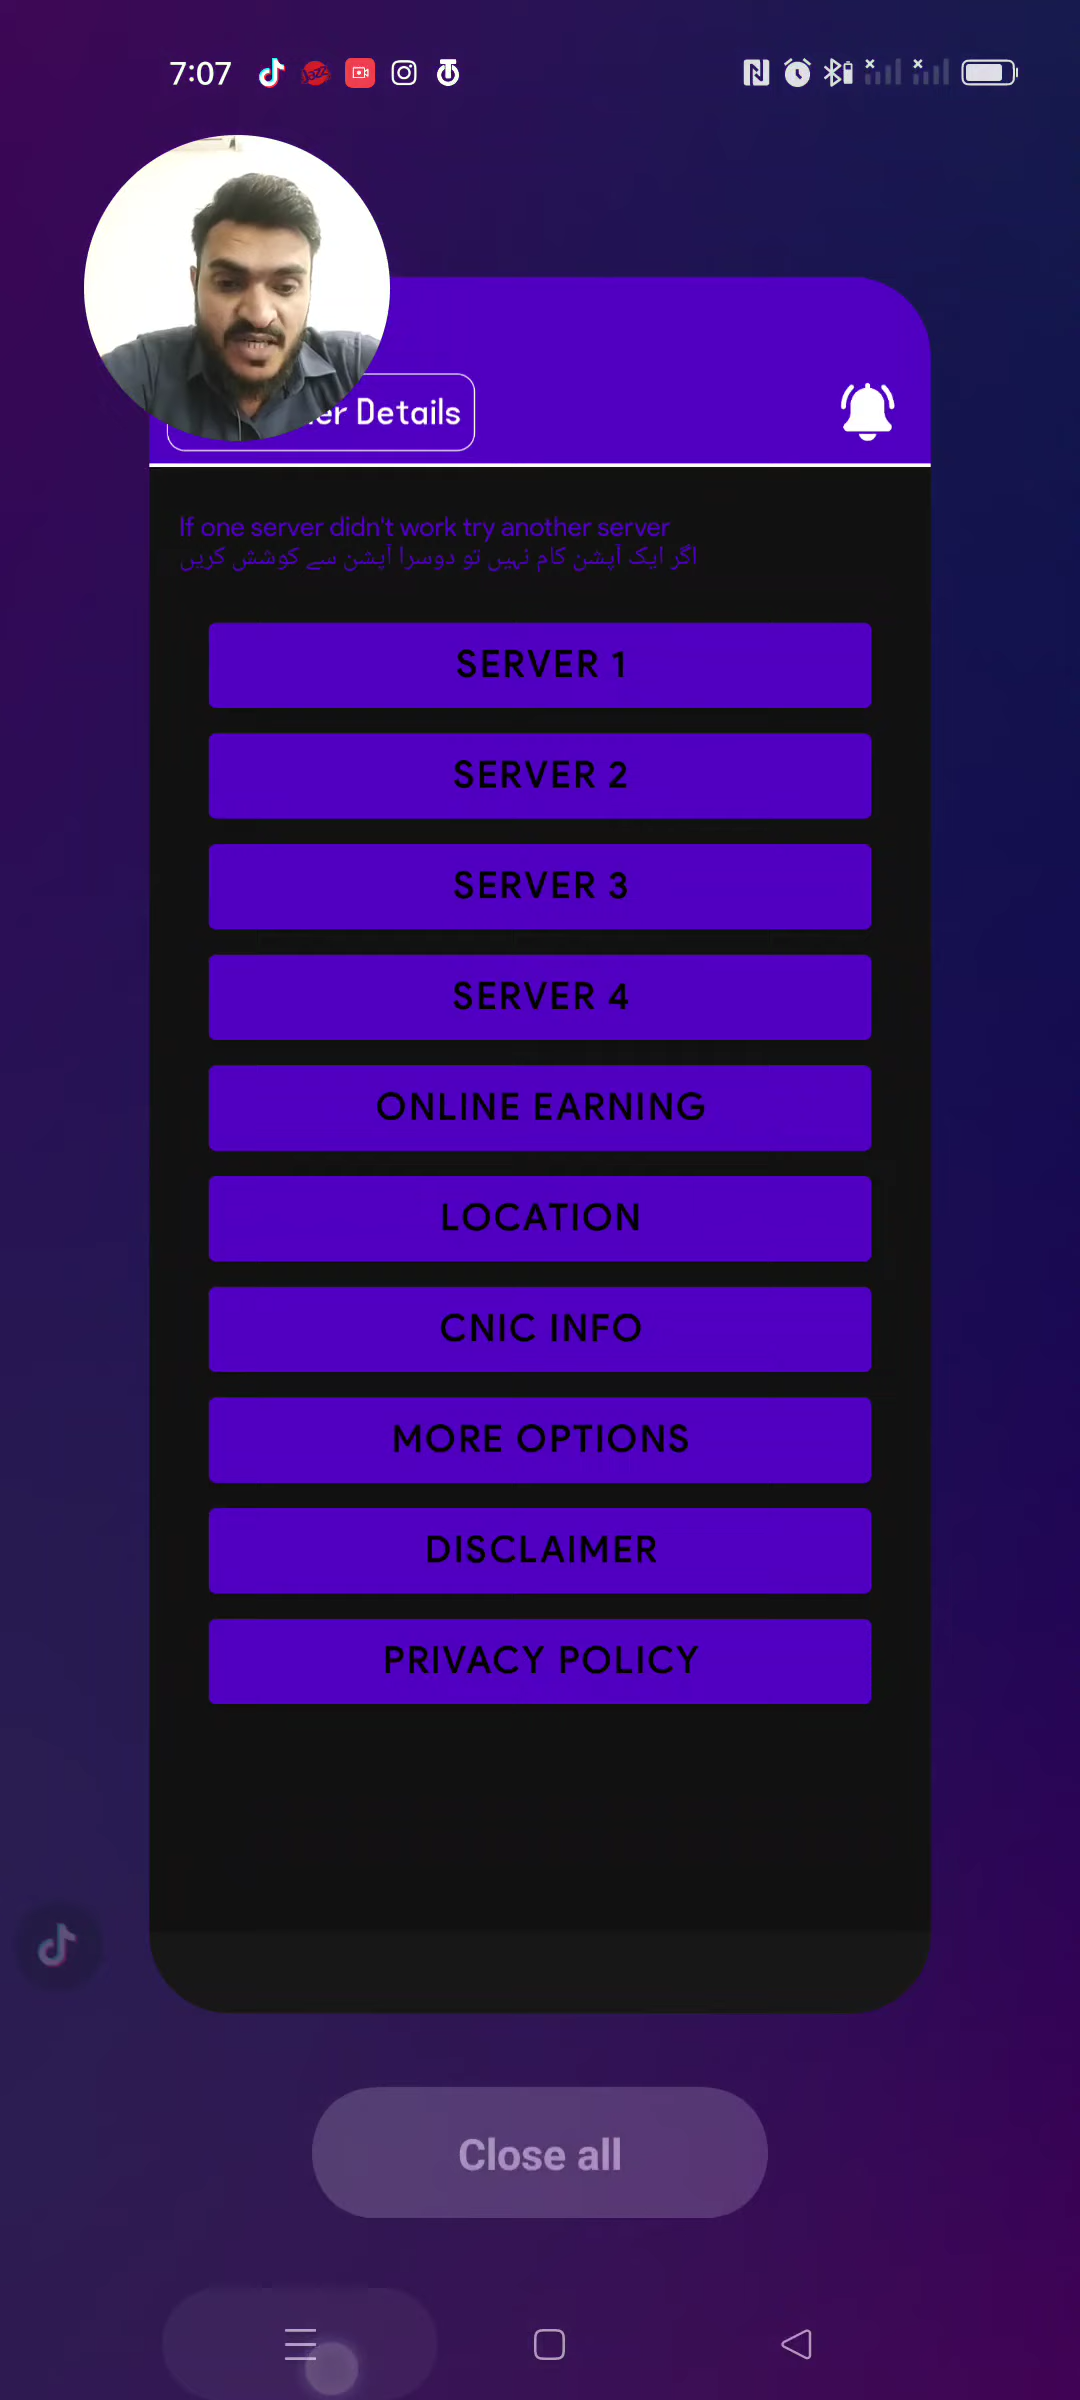 7:07
Details
If one server didn't work try another server
اگر ایک آپشن کام نہیں تو دوسرا آپشن سے کوشش کریں
SERVER 1
SERVER 2
SERVER 3
SERVER 4
ONLINE EARNING
LOCATION
CNIC INFO
MORE OPTIONS
DISCLAIMER
PRIVACY POLICY
Close all